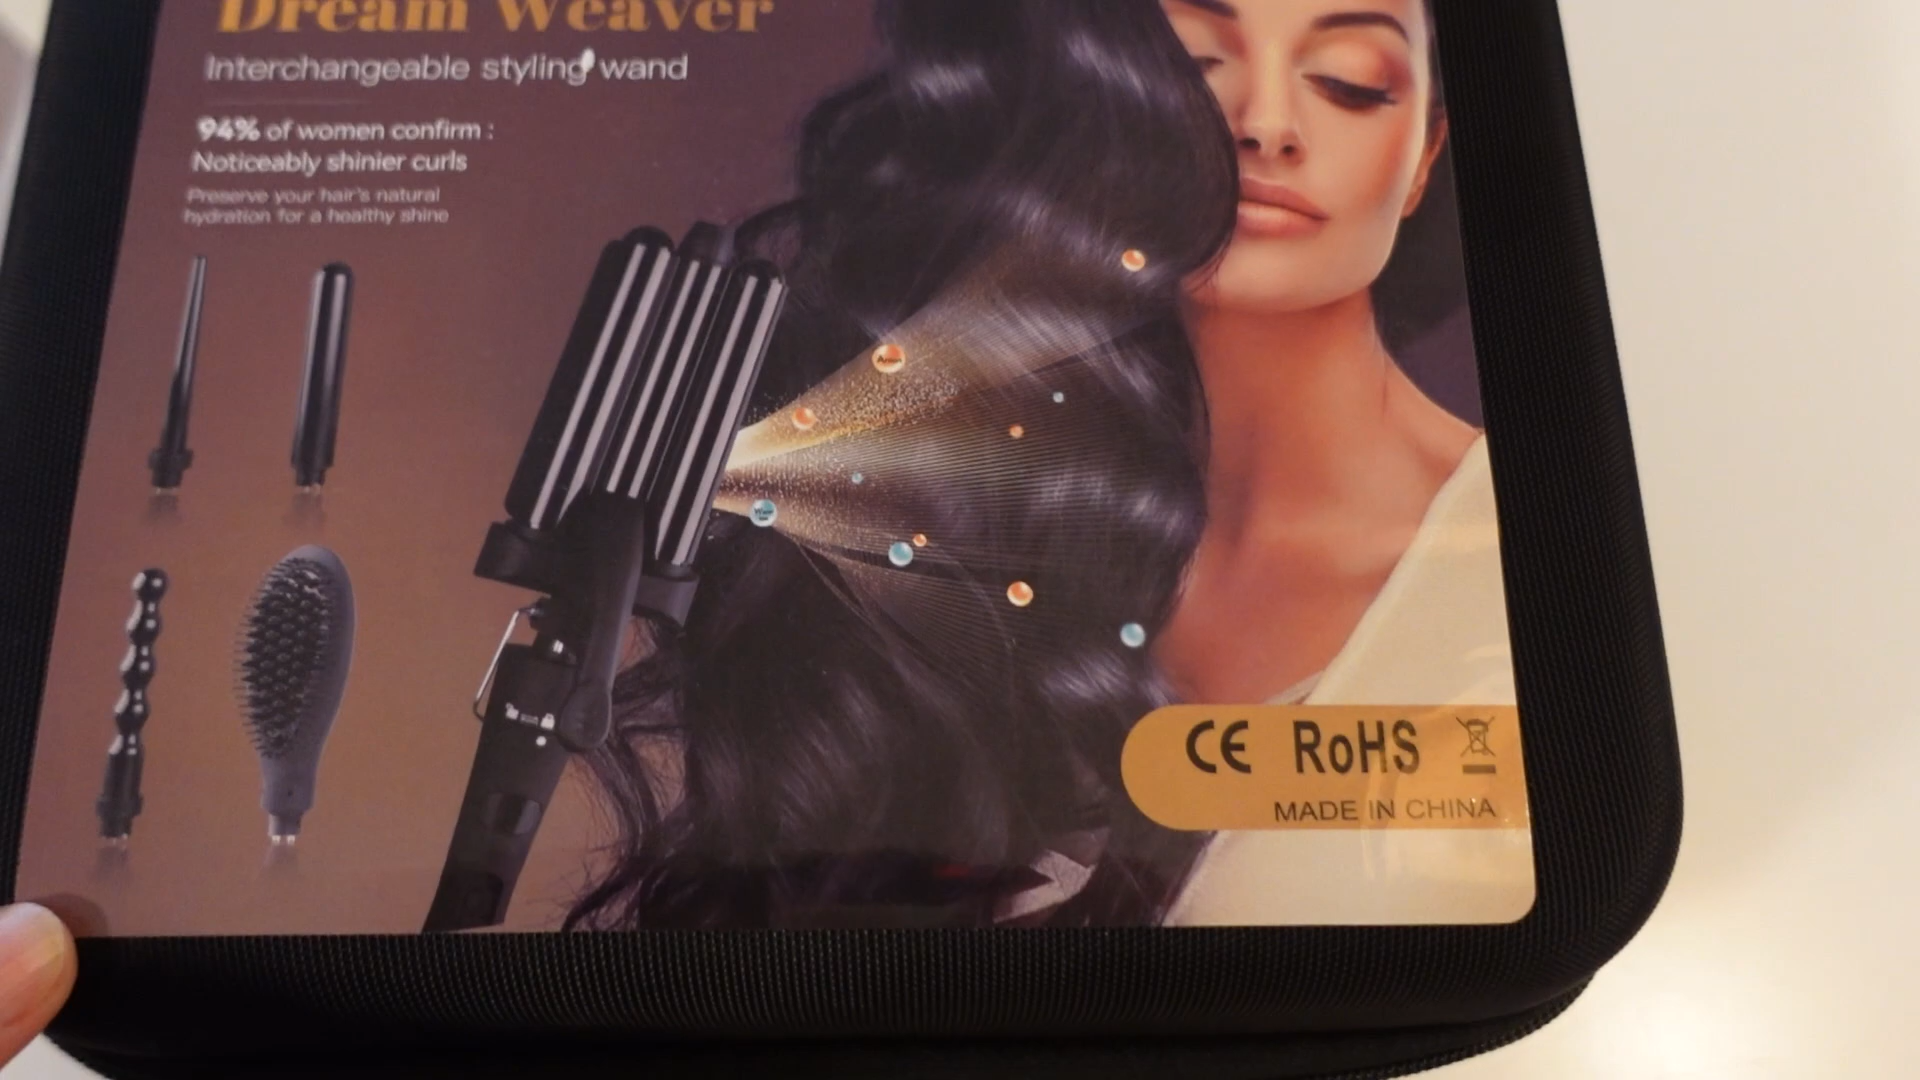 Dream Weaver
Interchangeable styling wand
94% of women confirm :
Noticeably shinier curls
Preserve your hair's natural
hydration for a healthy shine
CE RoHS
MADE IN CHINA